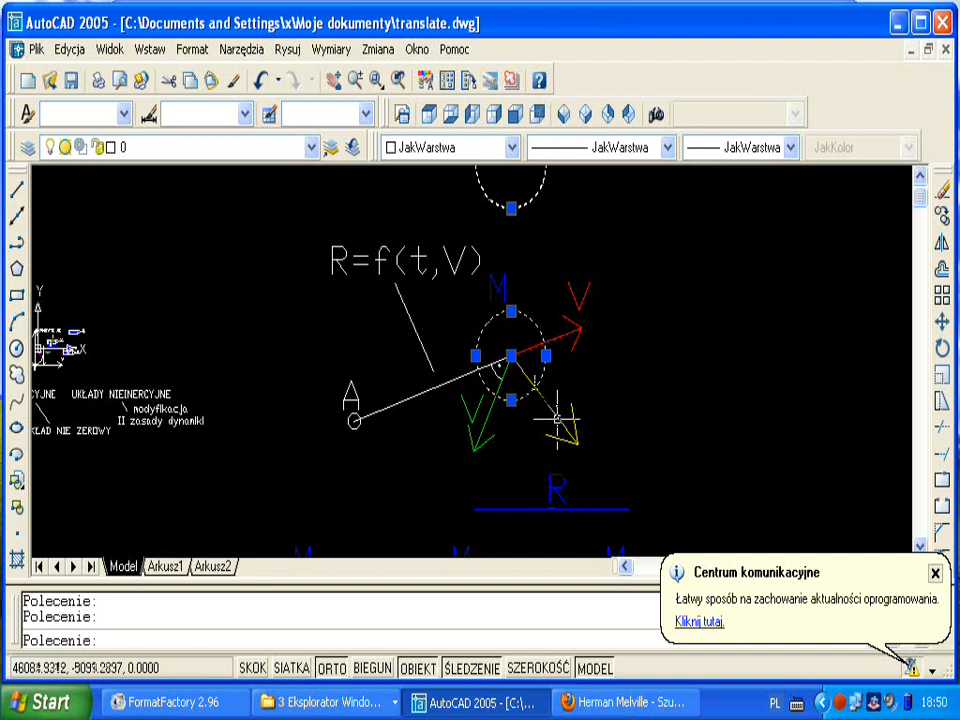 AutoCAD 2005 - [C:\Documents and Settings\x\Moje dokumenty\translate.dwg]
Plik Edycja Widok Wstaw Format Narzędzia Rysuj Wymiary Zmiana Okno Pomoc
0 JakWarstwa JakWarstwa JakWarstwa JakKolor
R=f(t,V)
M
V
Y
X
A
V
CYJNE UKŁADY NIEINERCYJNE
modyfikacja
II zasady dynamiki
KŁAD NIE ZEROWY
R
M M M
Model Arkusz1 Arkusz2
Centrum komunikacyjne
Łatwy sposób na zachowanie aktualności oprogramowania.
Kliknij tutaj.
Polecenie:
Polecenie:
Polecenie:
SKOK SIATKA ORTO BIEGUN OBIEKT ŚLEDZENIE SZEROKOŚĆ MODEL
Start FormatFactory 2.96 3 Eksplorator Windo... AutoCAD 2005 - [C:\... Herman Melville - Szu... PL 18:50